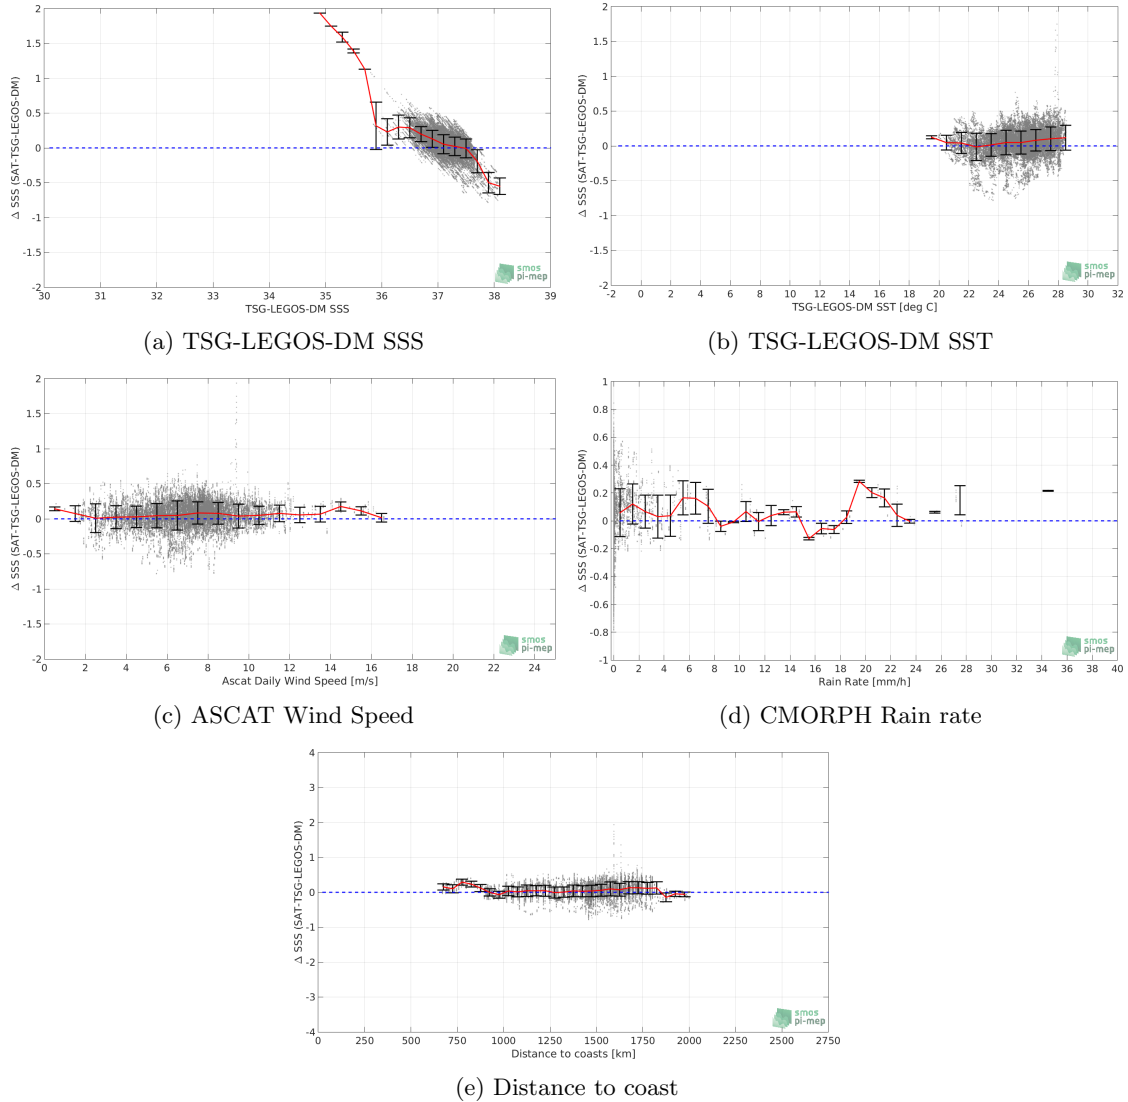 2
1.5
1
0.5
0
-0.5
-1
-1.5
-2
Δ SSS (SAT-TSG-LEGOS-DM)
30 31 32 33 34 35 36 37 38 39
TSG-LEGOS-DM SSS
smos
pi-mep
(a) TSG-LEGOS-DM SSS
2
1.5
1
0.5
0
-0.5
-1
-1.5
-2
Δ SSS (SAT-TSG-LEGOS-DM)
-2 0 2 4 6 8 10 12 14 16 18 20 22 24 26 28 30 32
TSG-LEGOS-DM SST [deg C]
smos
pi-mep
(b) TSG-LEGOS-DM SST
2
1.5
1
0.5
0
-0.5
-1
-1.5
-2
Δ SSS (SAT-TSG-LEGOS-DM)
0 2 4 6 8 10 12 14 16 18 20 22 24
Ascat Daily Wind Speed [m/s]
smos
pi-mep
(c) ASCAT Wind Speed
1
0.8
0.6
0.4
0.2
0
-0.2
-0.4
-0.6
-0.8
-1
Δ SSS (SAT-TSG-LEGOS-DM)
0 2 4 6 8 10 12 14 16 18 20 22 24 26 28 30 32 34 36 38 40
Rain Rate [mm/h]
smos
pi-mep
(d) CMORPH Rain rate
4
3
2
1
0
-1
-2
-3
-4
Δ SSS (SAT-TSG-LEGOS-DM)
0 250 500 750 1000 1250 1500 1750 2000 2250 2500 2750
Distance to coasts [km]
smos
pi-mep
(e) Distance to coast